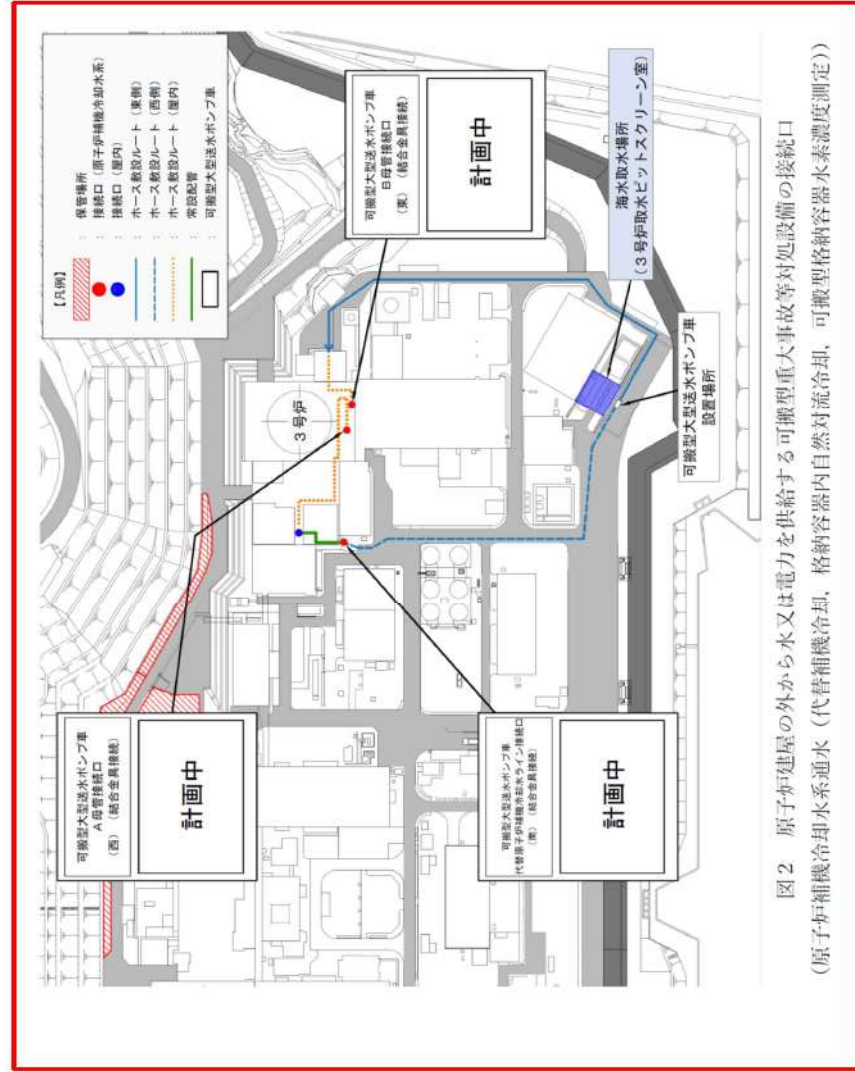 【凡例】
： 保管場所
： 接続口（原子炉補機冷却水系）
： 接続口（屋内）
： ホース敷設ルート（東側）
： ホース敷設ルート（西側）
： ホース敷設ルート（屋内）
： 常設配管
： 可搬型大型送水ポンプ車
可搬型大型送水ポンプ車
A母管接続口
（西）（結合金具接続）
計画中
3号炉
可搬型大型送水ポンプ車
B母管接続口
（東）（結合金具接続）
計画中
可搬型大型送水ポンプ車
代替原子炉補機冷却水ライン接続口
（南）（結合金具接続）
計画中
海水取水場所
（３号炉取水ピットスクリーン室）
可搬型大型送水ポンプ車
設置場所
図２　原子炉建屋の外から水又は電力を供給する可搬型重大事故等対処設備の接続口
（原子炉補機冷却水系通水（代替補機冷却，格納容器内自然対流冷却，可搬型格納容器水素濃度測定））